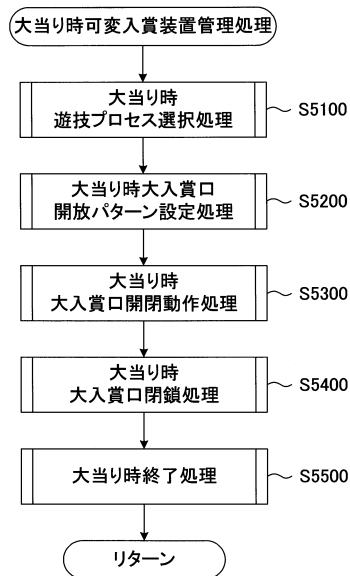 大当り時可変入賞装置管理処理
大当り時
遊技プロセス選択処理
S5100
大当り時大入賞口
開放パターン設定処理
S5200
大当り時
大入賞口開閉動作処理
S5300
大当り時
大入賞口閉鎖処理
S5400
大当り時終了処理
S5500
リターン